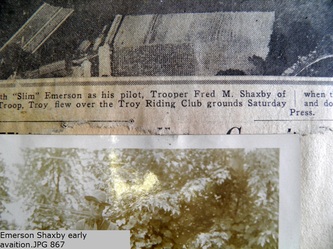 th "Slim" Emerson as his pilot, Trooper Fred M. Shaxby of
Troop, Troy flew over the Troy Riding Club grounds Saturday
when t
and do
Press.
Emerson Shaxby early
avaition.JPG 867